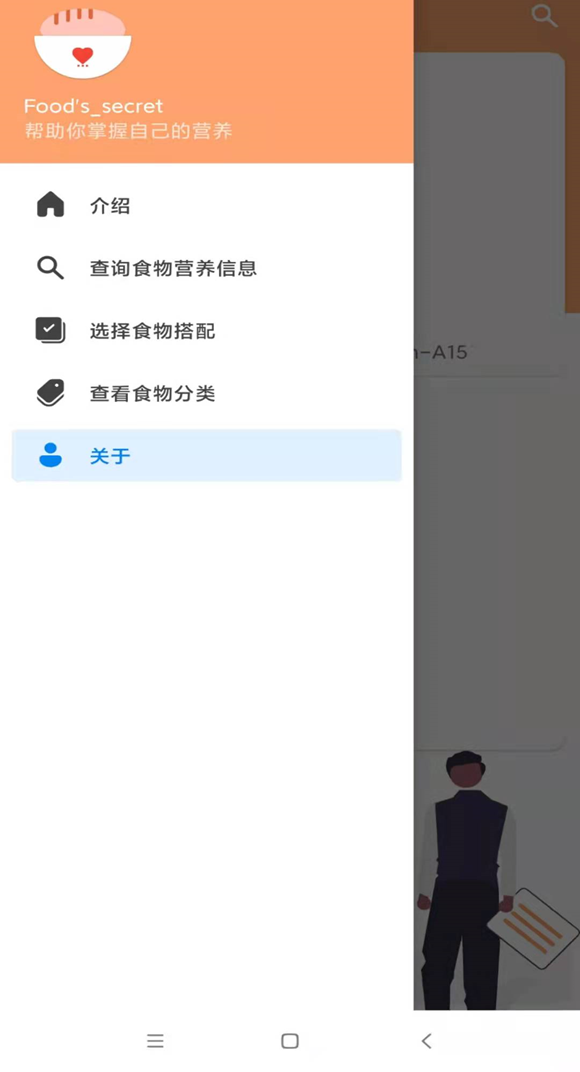 Food's_secret
帮助你掌握自己的营养
介绍
查询食物营养信息
选择食物搭配
-A15
查看食物分类
关于